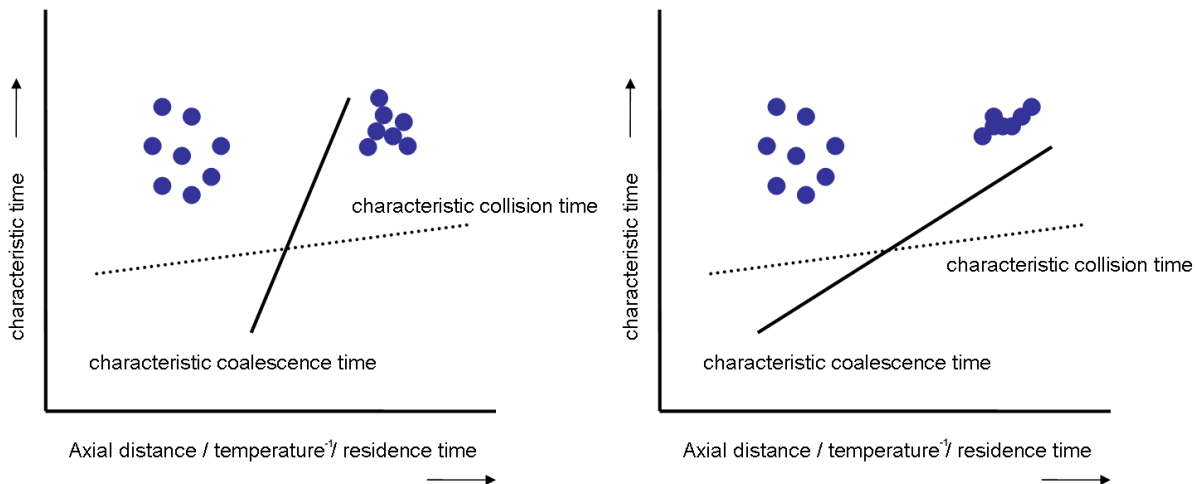 characteristic time
characteristic collision time
characteristic coalescence time
Axial distance / temperature⁻¹/ residence time
characteristic time
characteristic collision time
characteristic coalescence time
Axial distance / temperature⁻¹/ residence time